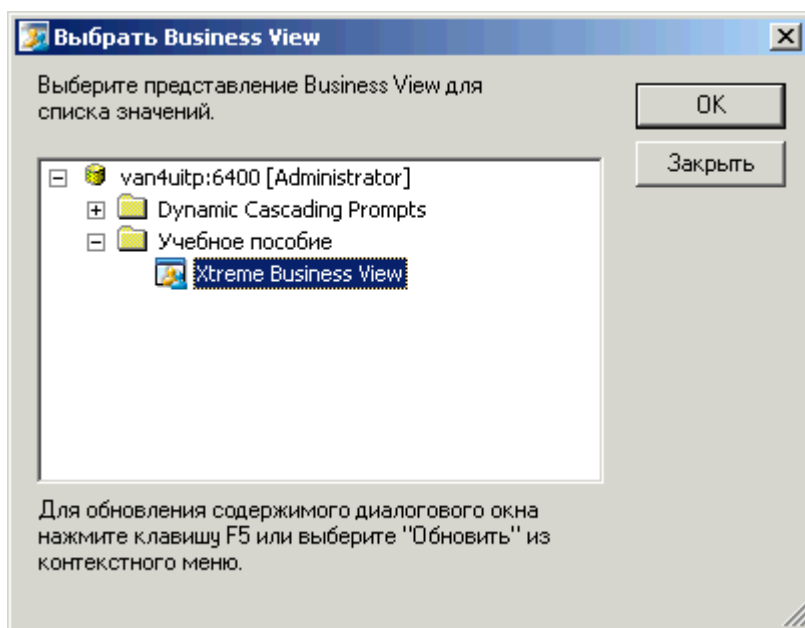 Выбрать Business View
Выберите представление Business View для
списка значений.
OK
Закрыть
van4uitp:6400 [Administrator]
Dynamic Cascading Prompts
Учебное пособие
Xtreme Business View
Для обновления содержимого диалогового окна
нажмите клавишу F5 или выберите "Обновить" из
контекстного меню.